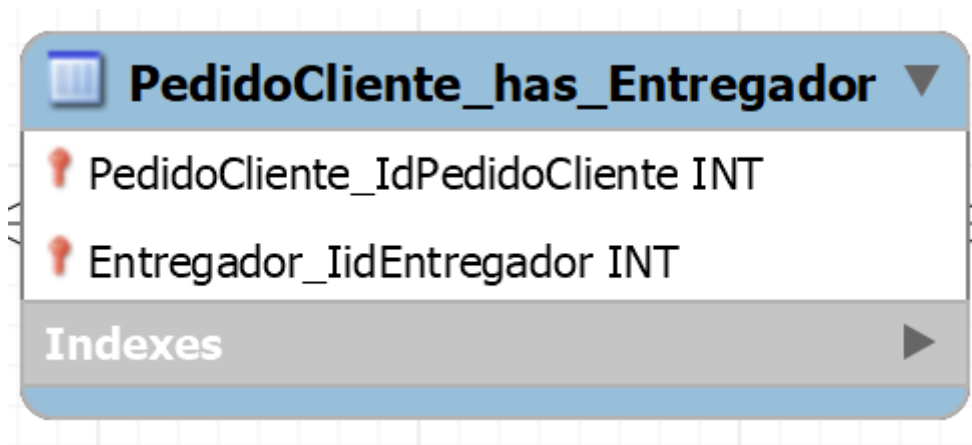 PedidoCliente_has_Entregador
PedidoCliente_IdPedidoCliente INT
Entregador_IidEntregador INT
Indexes